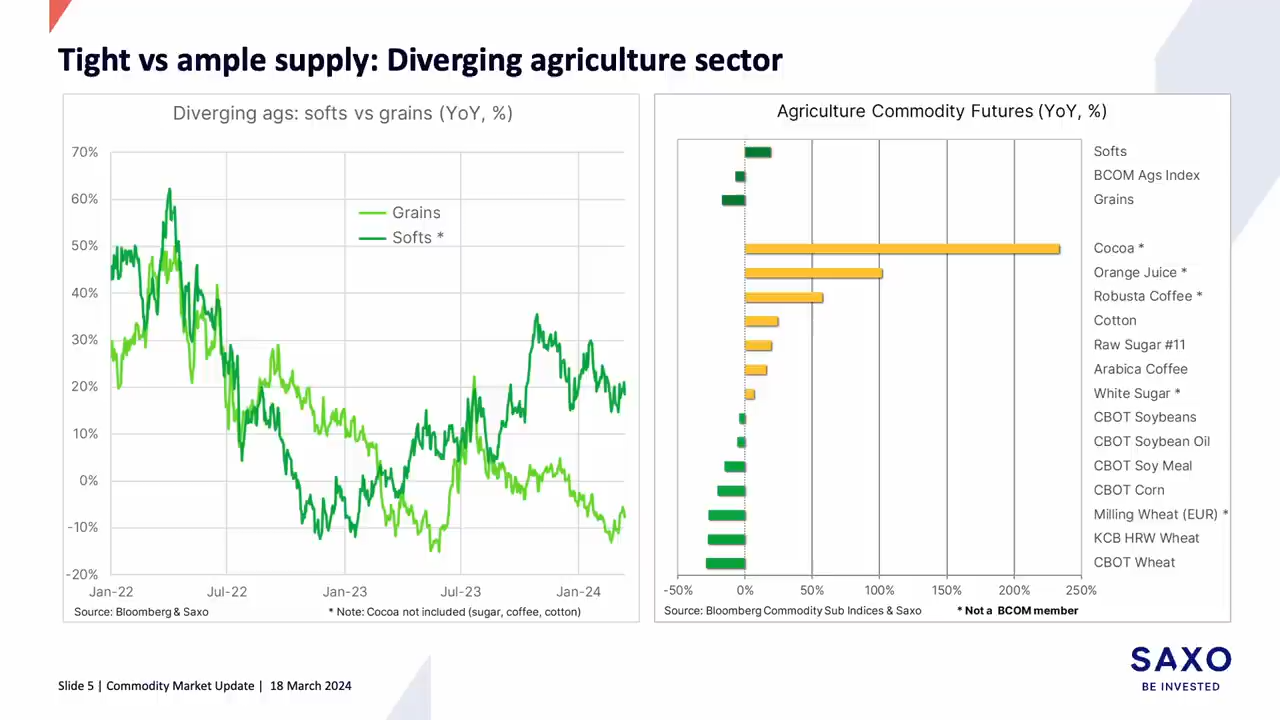 Tight vs ample supply: Diverging agriculture sector
Diverging ags: softs vs grains (YoY, %)
70%
60%
50%
40%
30%
20%
10%
0%
-10%
-20%
Grains
Softs *
Jan-22 Jul-22 Jan-23 Jul-23 Jan-24
Source: Bloomberg & Saxo * Note: Cocoa not included (sugar, coffee, cotton)
Agriculture Commodity Futures (YoY, %)
Softs
BCOM Ags Index
Grains
Cocoa *
Orange Juice *
Robusta Coffee *
Cotton
Raw Sugar #11
Arabica Coffee
White Sugar *
CBOT Soybeans
CBOT Soybean Oil
CBOT Soy Meal
CBOT Corn
Milling Wheat (EUR) *
KCB HRW Wheat
CBOT Wheat
-50% 0% 50% 100% 150% 200% 250%
Source: Bloomberg Commodity Sub Indices & Saxo * Not a BCOM member
SAXO
BE INVESTED
Slide 5 | Commodity Market Update | 18 March 2024